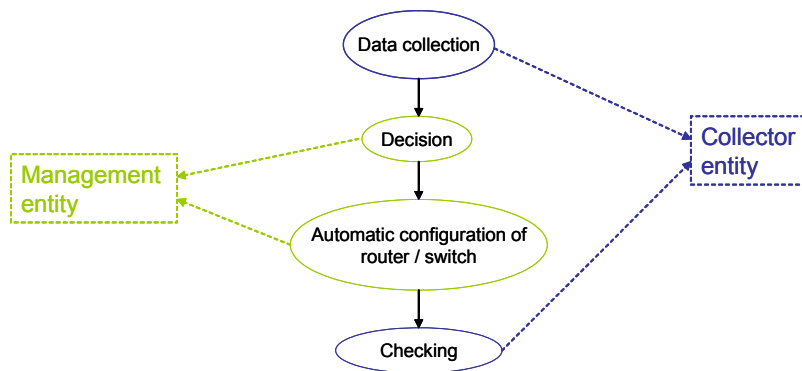 Data collection
Decision
Collector
entity
Management
entity
Automatic configuration of
router / switch
Checking